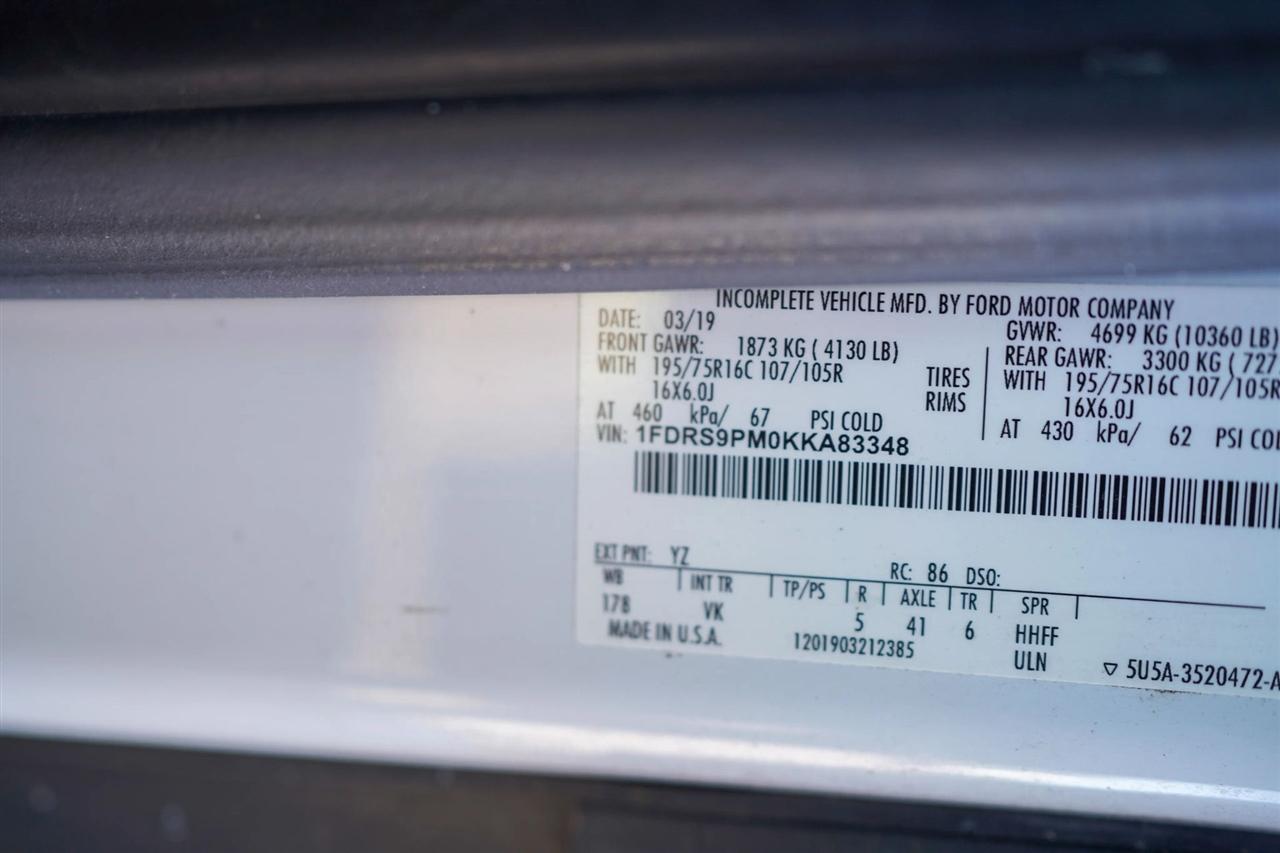 INCOMPLETE VEHICLE MFD. BY FORD MOTOR COMPANY
DATE: 03/19 GVWR: 4699 KG (10360 LB)
FRONT GAWR: 1873 KG ( 4130 LB) REAR GAWR: 3300 KG ( 727
WITH 195/75R16C 107/105R TIRES WITH 195/75R16C 107/105R
16X6.0J RIMS 16X6.0J
AT 460 kPa/ 67 PSI COLD AT 430 kPa/ 62 PSI COL
VIN: 1FDRS9PM0KKA83348
EXT PNT: YZ RC: 86 DSO:
WB INT TR TP/PS R AXLE TR SPR
178 VK 5 41 6 HHFF
MADE IN U.S.A. 1201903212385 ULN
▽ 5U5A-3520472-A